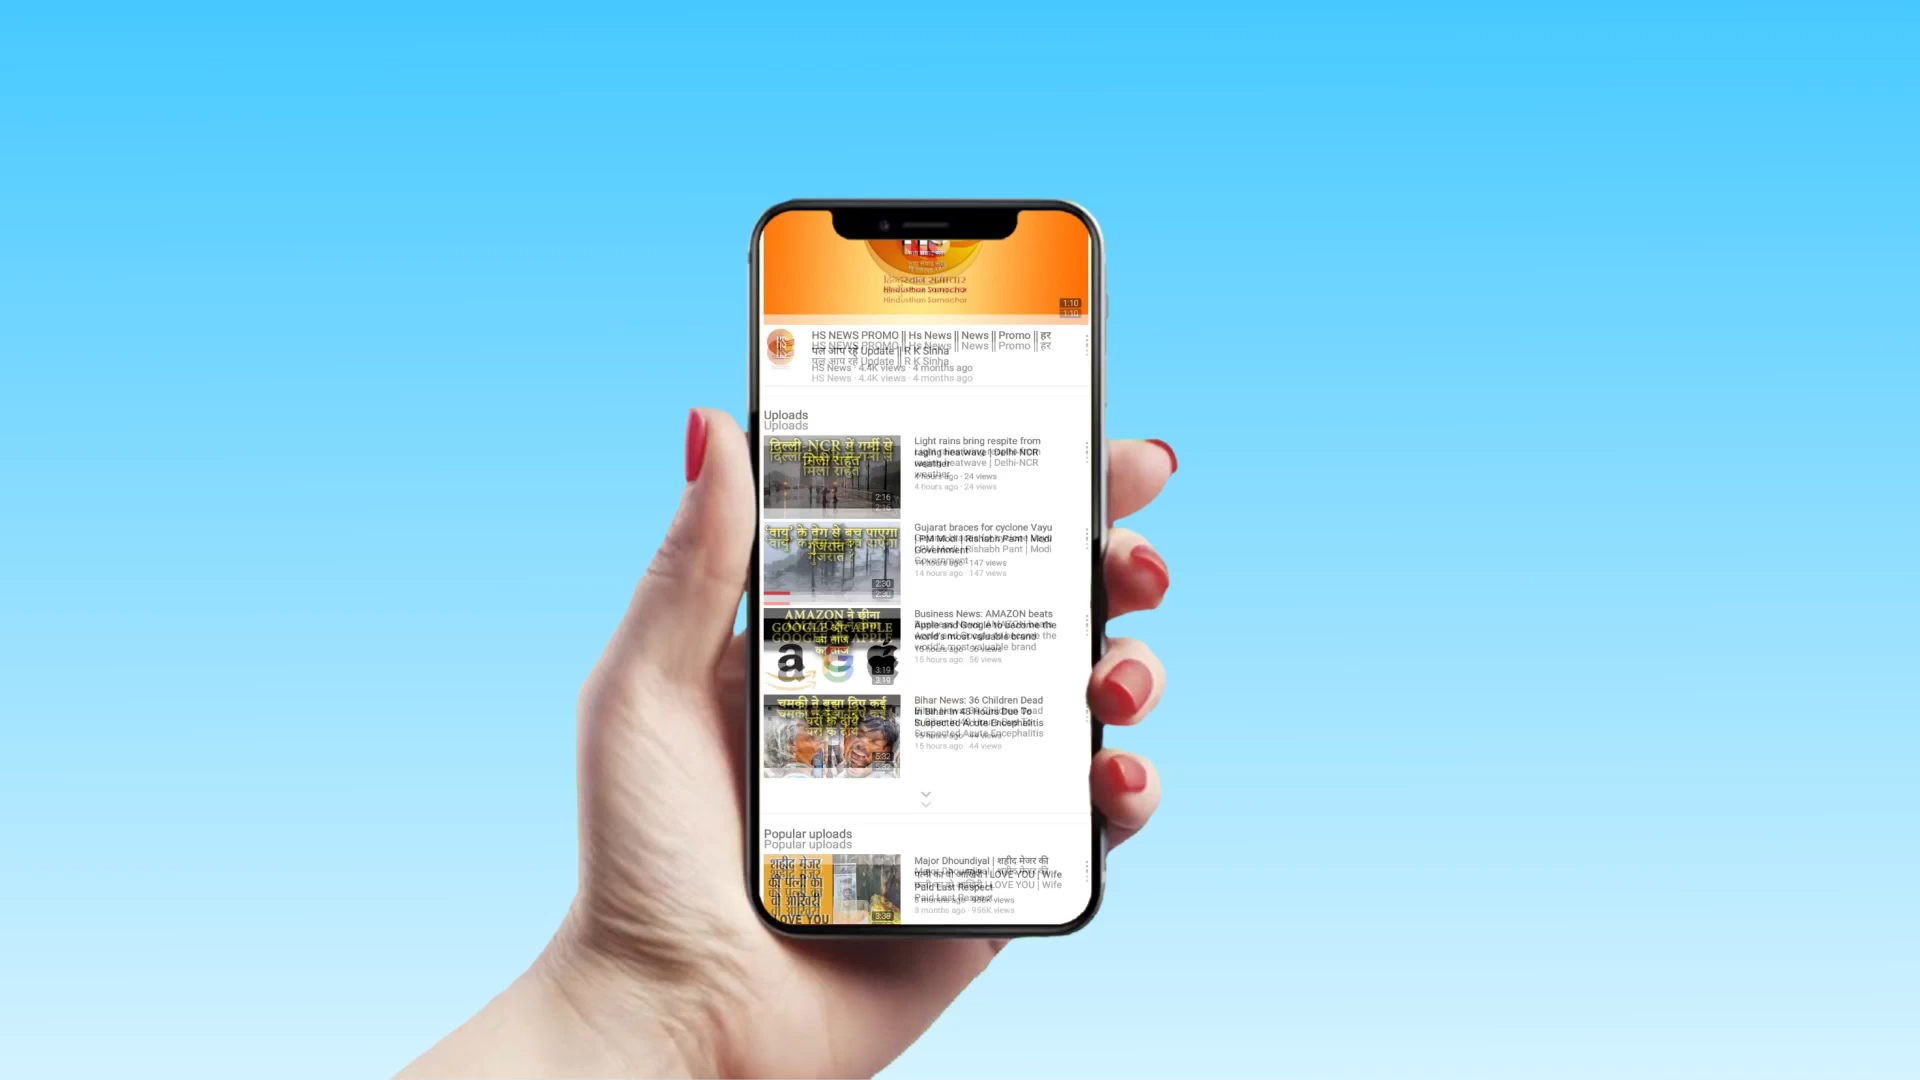 हिन्दुस्थान समाचार
Hindusthan Samachar
1:10
HS NEWS PROMO || Hs News || News || Promo || हर
पल आप रहें Update || R K Sinha
HS News · 4.4K views · 4 months ago
Uploads
दिल्ली-NCR में गर्मी से
मिली राहत
2:16
Light rains bring respite from
raging heatwave | Delhi-NCR
weather
4 hours ago · 24 views
'वायु' के वेग से बच पाएगा
गुजरात ?
2:30
Gujarat braces for cyclone Vayu
| PM Modi | Rishabh Pant | Modi
Government
14 hours ago · 147 views
AMAZON ने छीना
GOOGLE और APPLE
का ताज
3:19
Business News: AMAZON beats
Apple and Google to become the
world's most valuable brand
15 hours ago · 56 views
चमकी ने बुझा दिए कई
घरों के दीये
5:32
Bihar News: 36 Children Dead
In Bihar In 48 Hours Due To
Suspected Acute Encephalitis
15 hours ago · 44 views
Popular uploads
शहीद मेजर
की पत्नी का
वो आखिरी
LOVE YOU
3:38
Major Dhoundiyal | शहीद मेजर की
पत्नी का वो आखिरी I LOVE YOU | Wife
Paid Last Respect
3 months ago · 956K views